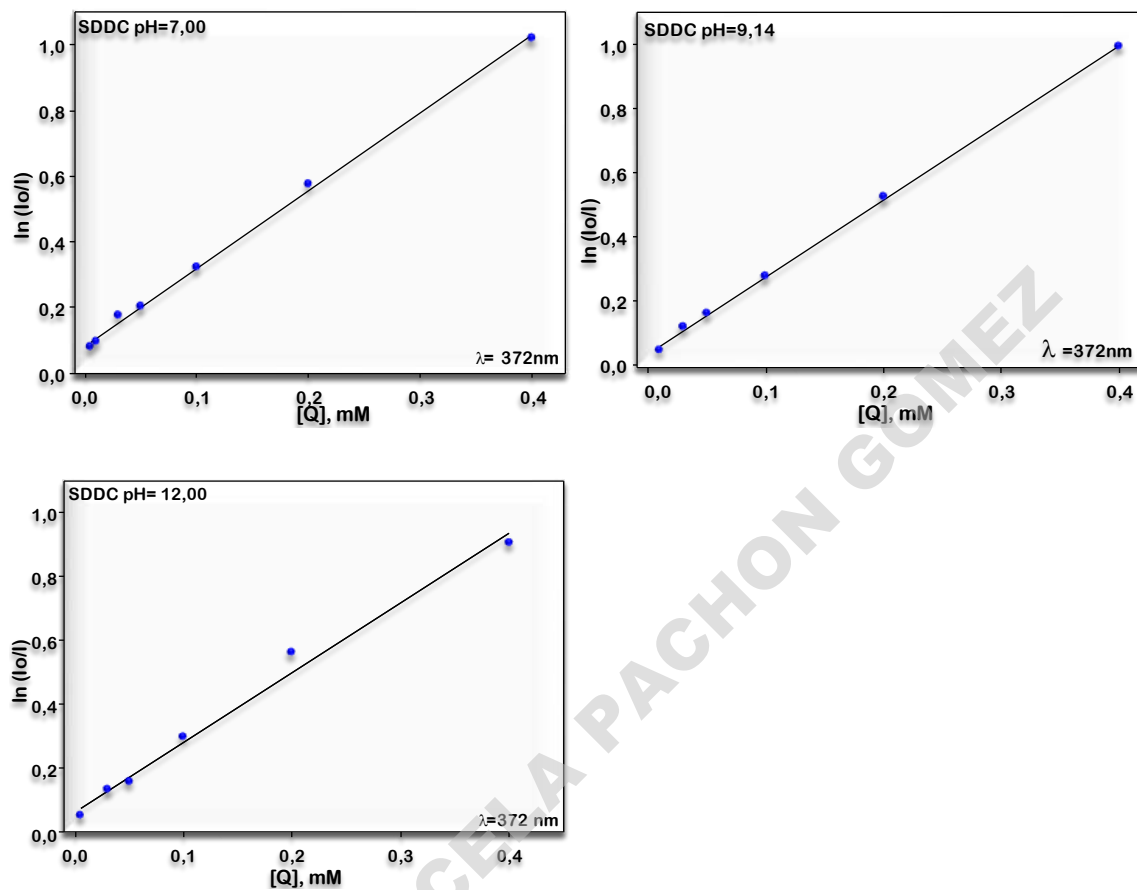 SDDC pH=7,00
1,0
0,8
0,6
0,4
0,2
0,0
ln (Io/I)
λ= 372nm
0,0 0,1 0,2 0,3 0,4
[Q], mM
SDDC pH=9,14
1,0
0,8
0,6
0,4
0,2
0,0
ln (Io/I)
λ =372nm
0,0 0,1 0,2 0,3 0,4
[Q], mM
SDDC pH= 12,00
1,0
0,8
0,6
0,4
0,2
0,0
ln (Io/I)
λ=372 nm
0,0 0,1 0,2 0,3 0,4
[Q], mM
CELA PACHON GOMEZ